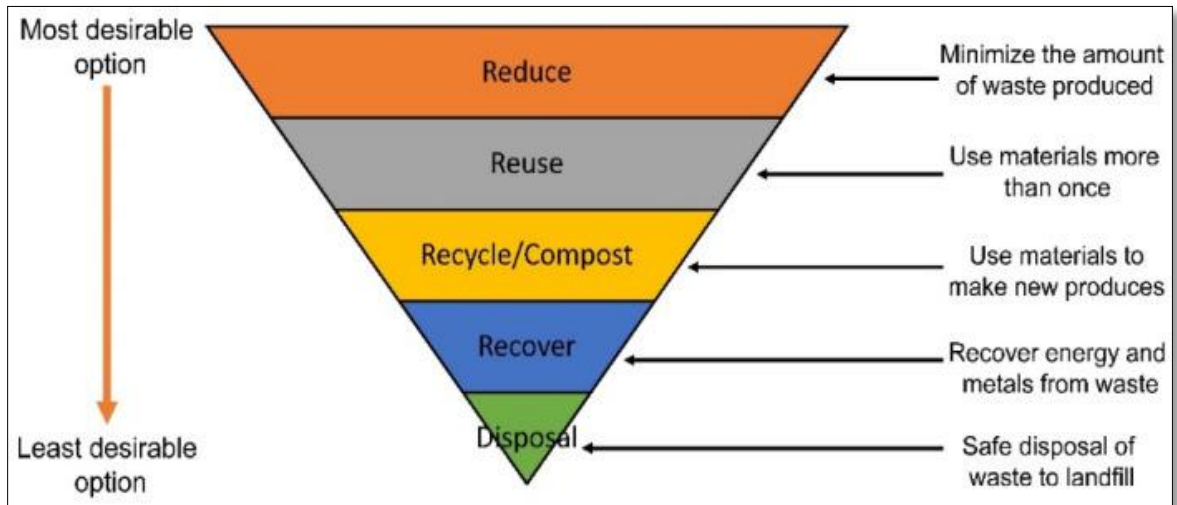 Most desirable
option
Reduce
Minimize the amount
of waste produced
Reuse
Use materials more
than once
Recycle/Compost
Use materials to
make new produces
Recover
Recover energy and
metals from waste
Least desirable
option
Disposal
Safe disposal of
waste to landfill